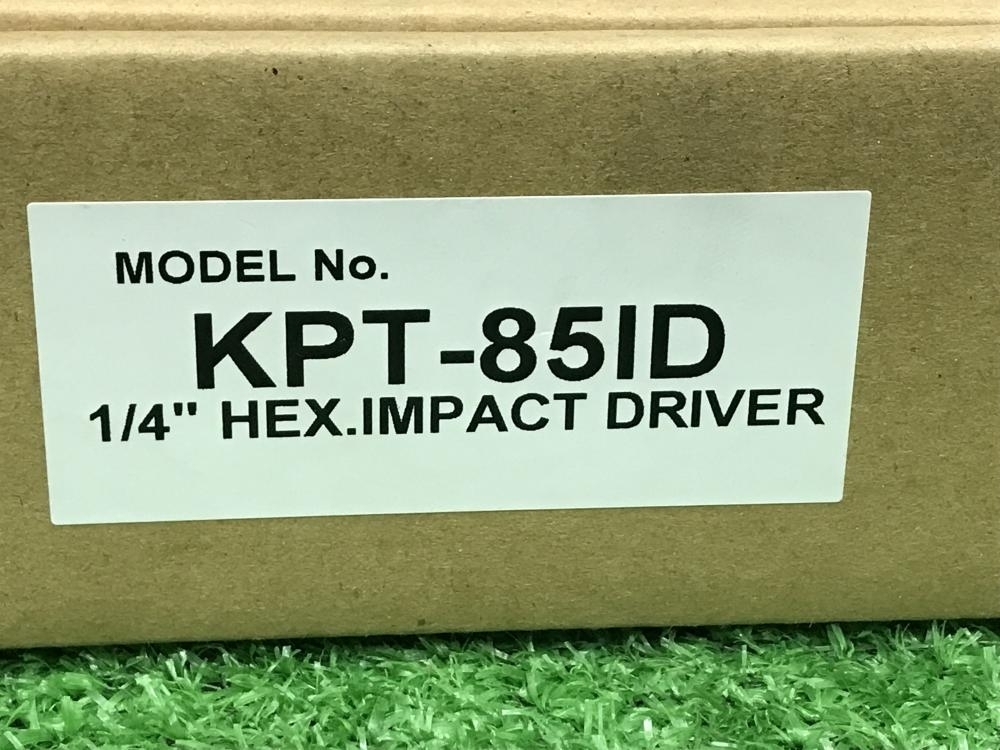 MODEL No.
KPT-85ID
1/4" HEX.IMPACT DRIVER